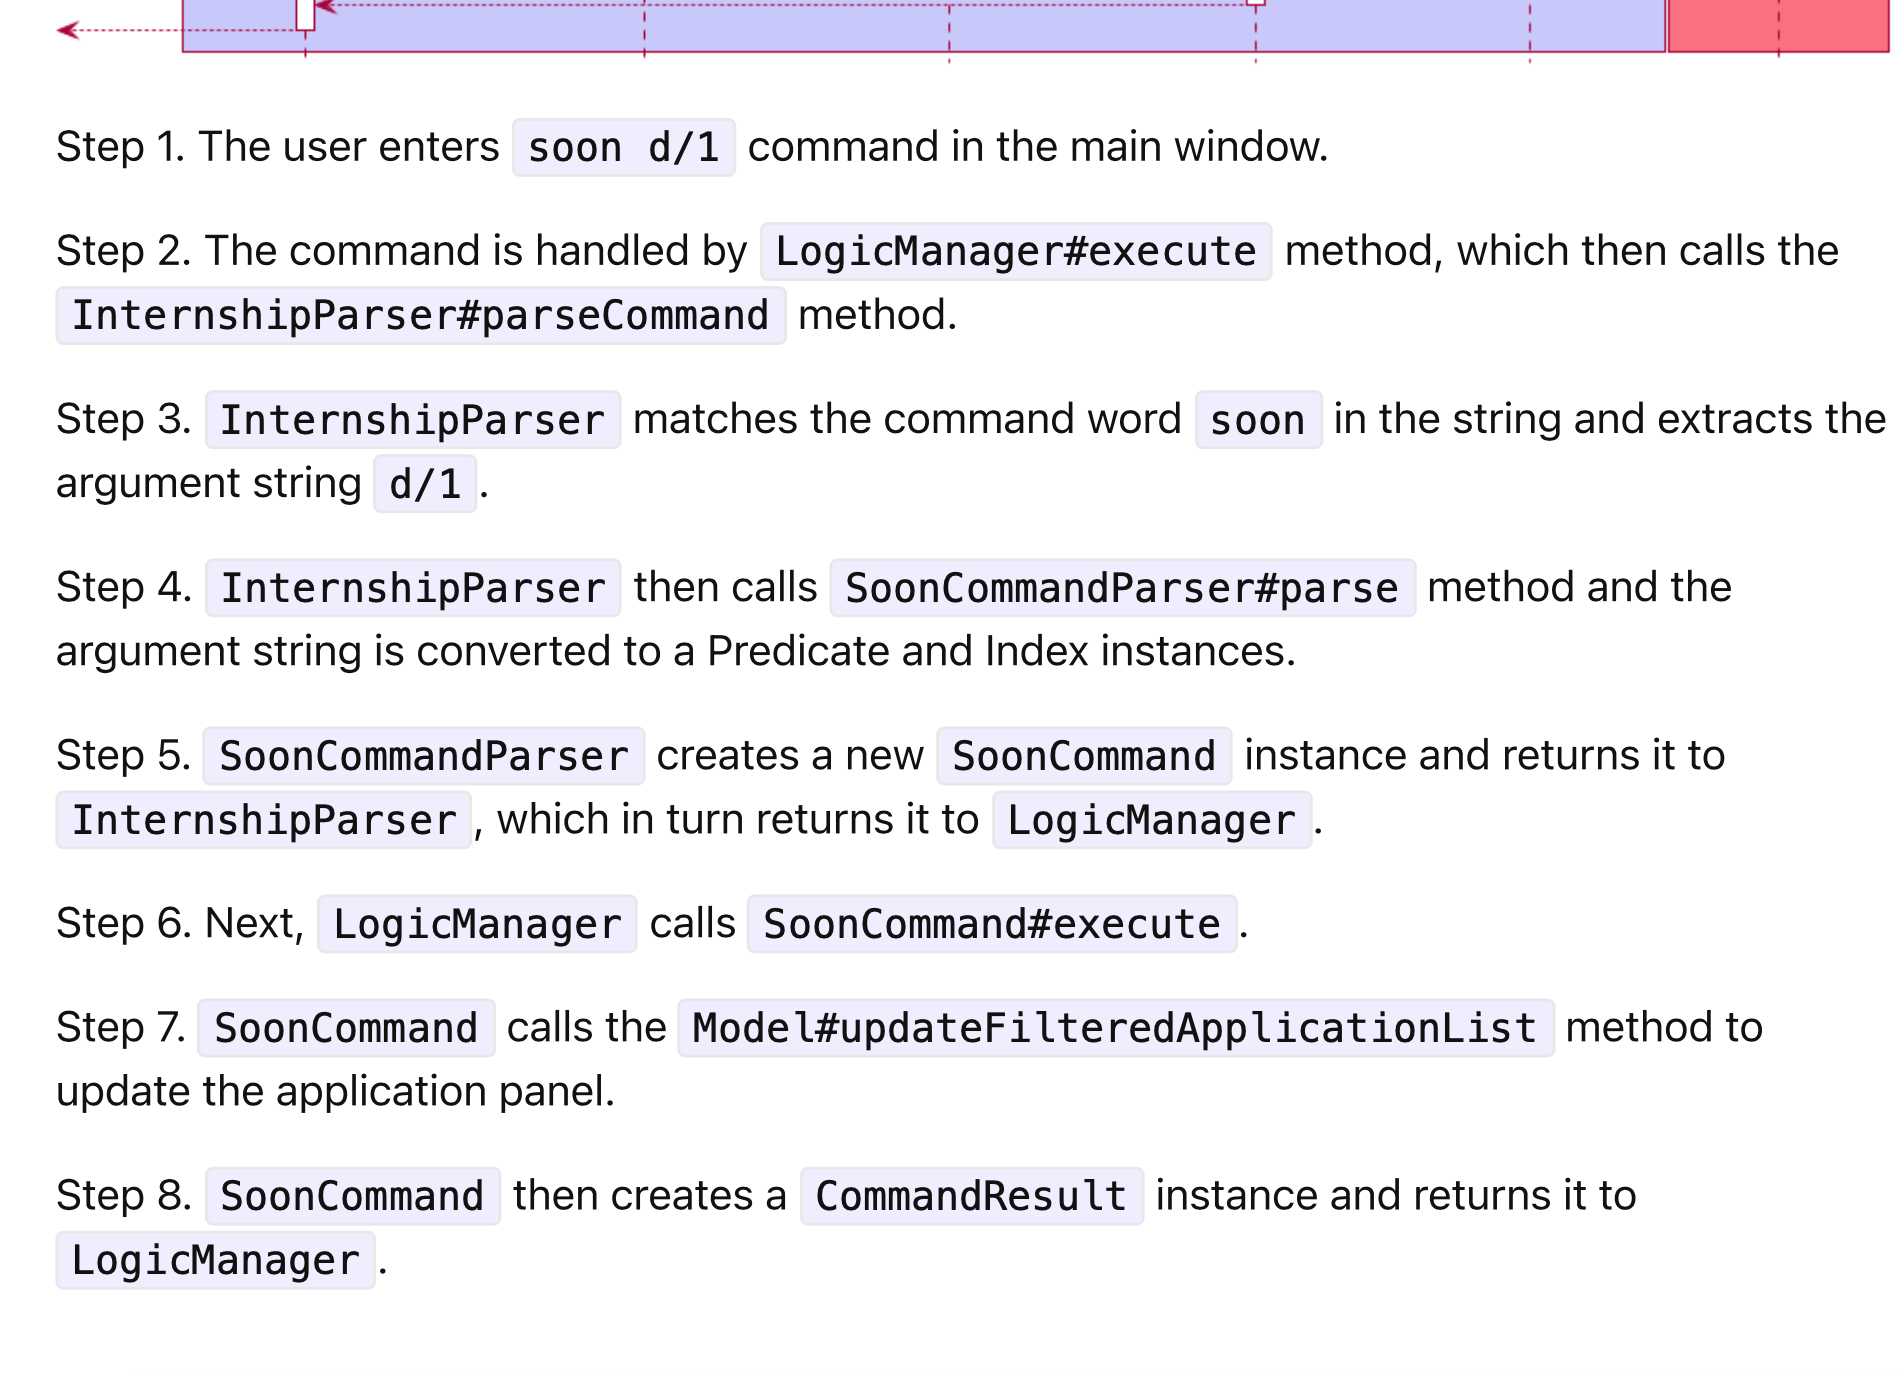 Step 1. The user enters soon d/1 command in the main window.
Step 2. The command is handled by LogicManager#execute method, which then calls the
InternshipParser#parseCommand method.
Step 3. InternshipParser matches the command word soon in the string and extracts the
argument string d/1.
Step 4. InternshipParser then calls SoonCommandParser#parse method and the
argument string is converted to a Predicate and Index instances.
Step 5. SoonCommandParser creates a new SoonCommand instance and returns it to
InternshipParser, which in turn returns it to LogicManager.
Step 6. Next, LogicManager calls SoonCommand#execute.
Step 7. SoonCommand calls the Model#updateFilteredApplicationList method to
update the application panel.
Step 8. SoonCommand then creates a CommandResult instance and returns it to
LogicManager.